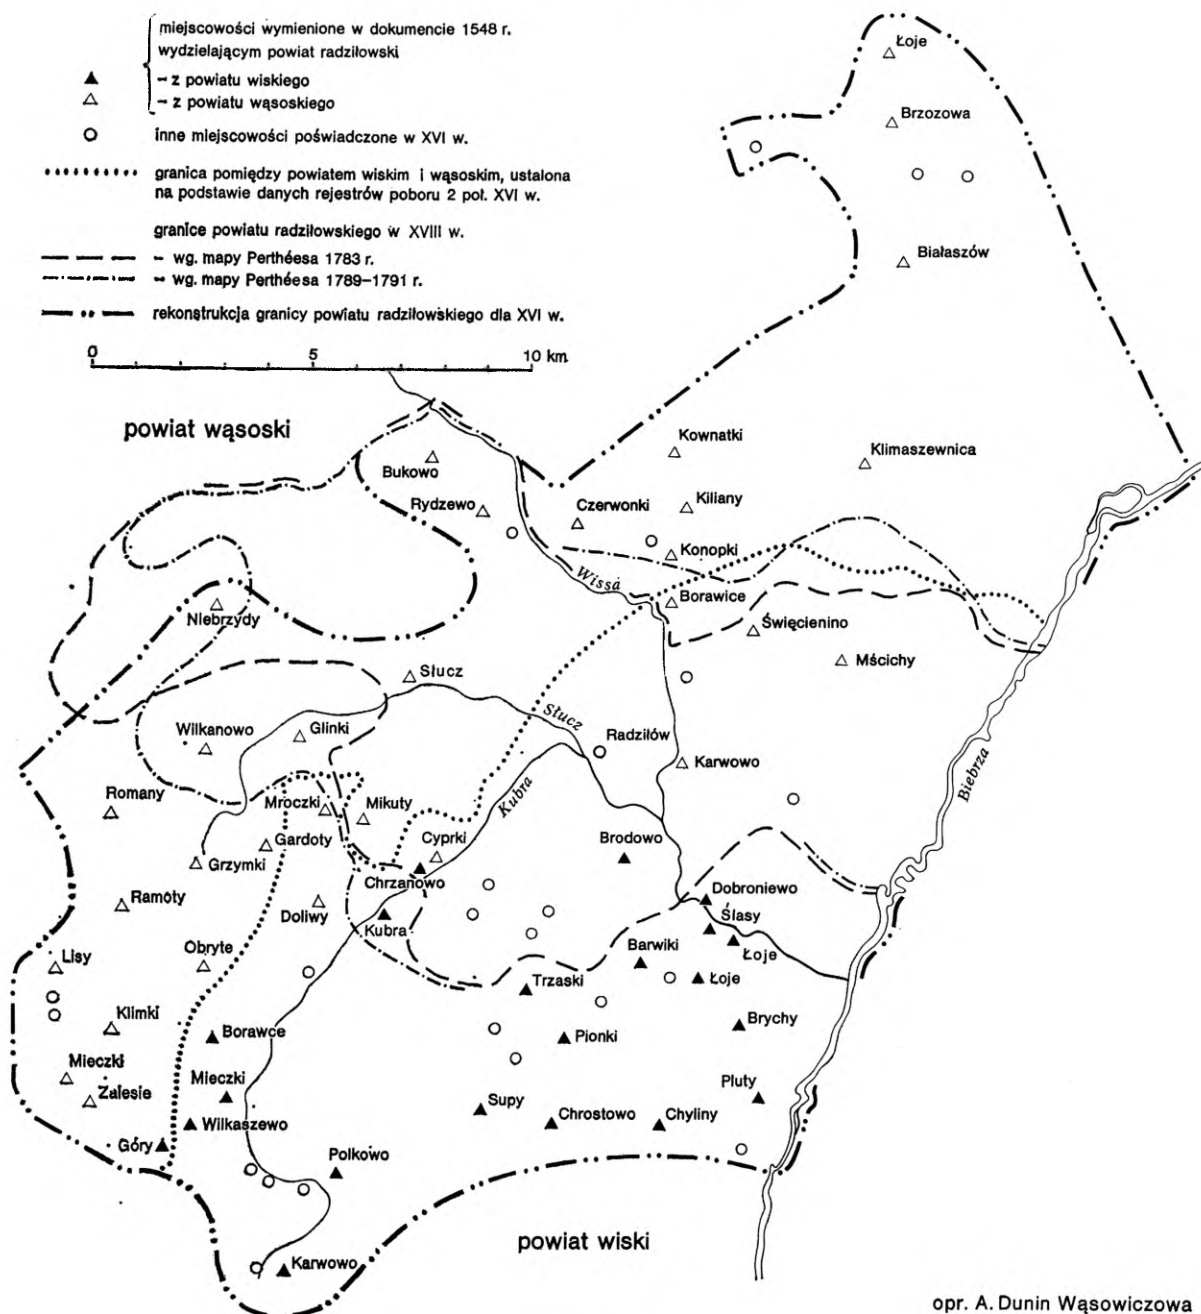 miejscowości wymienione w dokumencie 1548 r.
wydzielającym powiat radziłowski
– z powiatu wiskiego
– z powiatu wąsoskiego
inne miejscowości poświadczone w XVI w.
granica pomiędzy powiatem wiskim i wąsoskim, ustalona
na podstawie danych rejestrów poboru 2 poł. XVI w.
granice powiatu radziłowskiego w XVIII w.
– wg. mapy Perthéesa 1783 r.
– wg. mapy Perthéesa 1789–1791 r.
rekonstrukcja granicy powiatu radziłowskiego dla XVI w.
0 5 10 km
Łoje
Brzozowa
Białaszów
powiat wąsoski
Kownatki
Klimaszewnica
Bukowo
Rydzewo
Czerwonki
Kiliany
Konopki
Wissa
Borawice
Niebrzydy
Święcienino
Mścichy
Słucz
Wilkanowo
Glinki
Słucz
Radziłów
Karwowo
Biebrza
Kubra
Romany
Mroczki
Mikuty
Gardoty
Cyprki
Brodowo
Grzymki
Chrzanowo
Ramoty
Doliwy
Kubra
Dobroniewo
Ślasy
Łoje
Lisy
Obryte
Barwiki
Trzaski
Łoje
Klimki
Borawce
Pionki
Brychy
Mieczki
Zalesie
Mieczki
Pluty
Supy
Chrostowo
Chyliny
Wilkaszewo
Góry
Polkowo
powiat wiski
Karwowo
opr. A. Dunin Wąsowiczowa